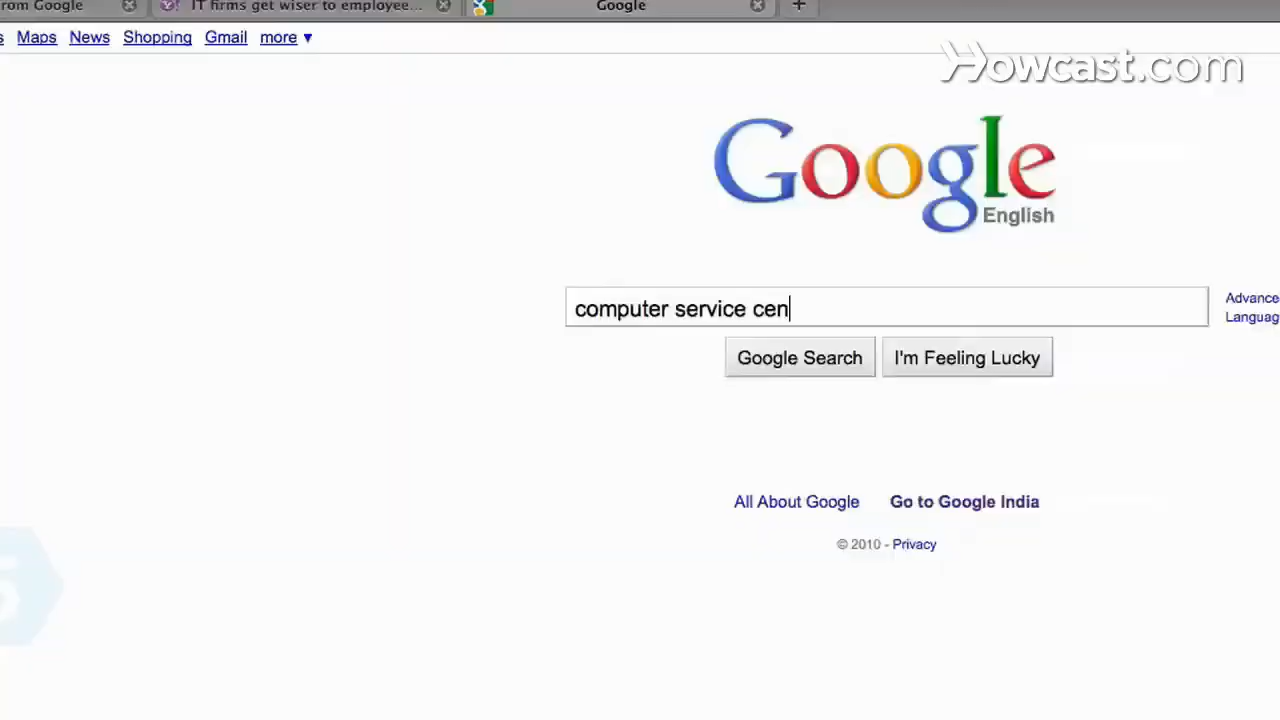 rom Google
IT firms get wiser to employee...
Google
s Maps News Shopping Gmail more ▼
Howcast.com
Google
English
computer service cen
Advance
Languag
Google Search
I'm Feeling Lucky
All About Google
Go to Google India
© 2010 - Privacy
5